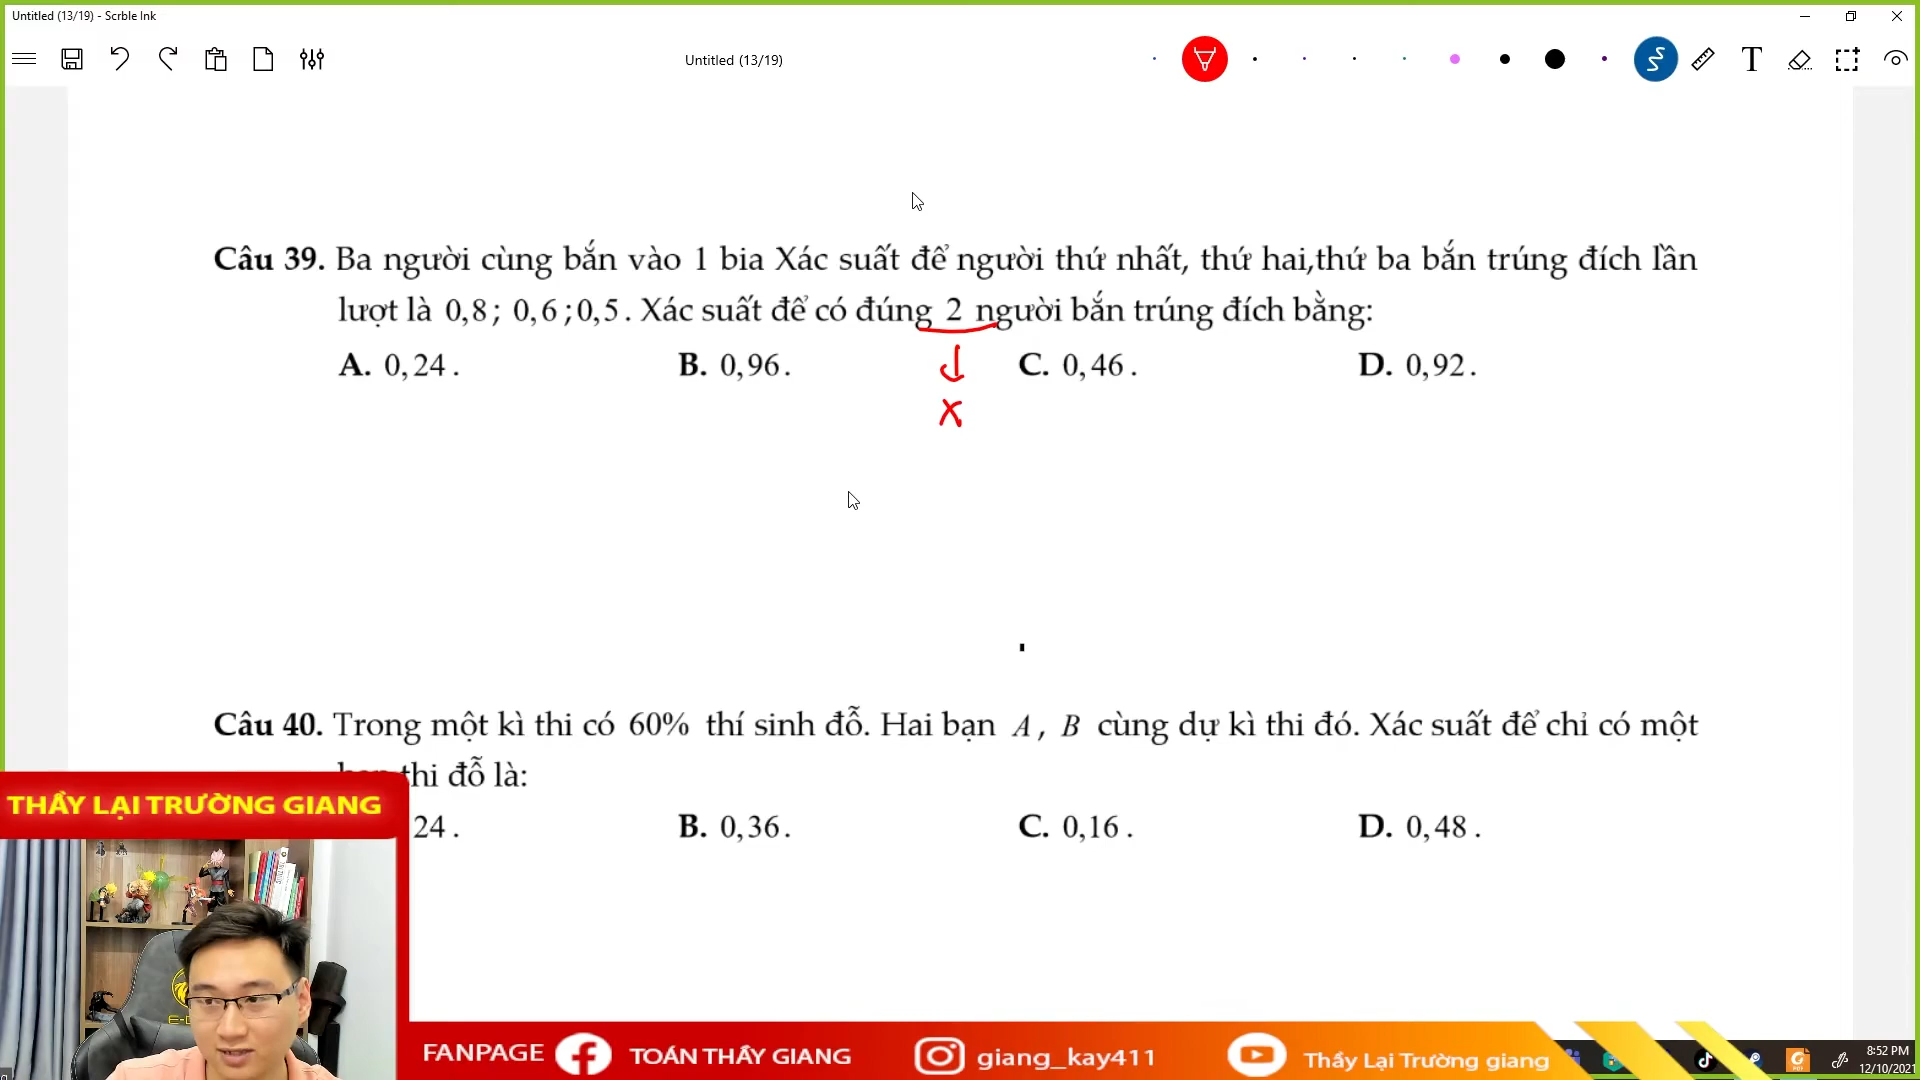 Untitled (13/19) - Scrble Ink
Untitled (13/19)
Câu 39. Ba người cùng bắn vào 1 bia Xác suất để người thứ nhất, thứ hai,thứ ba bắn trúng đích lần
lượt là 0,8; 0,6;0,5. Xác suất để có đúng 2 người bắn trúng đích bằng:
A. 0,24. B. 0,96. C. 0,46. D. 0,92.
X
Câu 40. Trong một kì thi có 60% thí sinh đỗ. Hai bạn A, B cùng dự kì thi đó. Xác suất để chỉ có một
thi đỗ là:
24. B. 0,36. C. 0,16. D. 0,48.
THẦY LẠI TRƯỜNG GIANG
FANPAGE TOÁN THẦY GIANG giang_kay411 Thầy Lại Trường giang
8:52 PM
12/10/2021